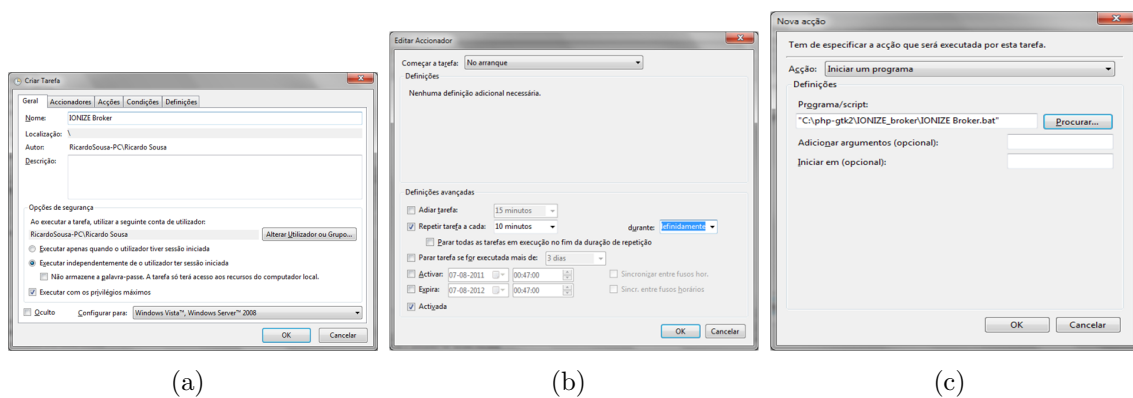 Criar Tarefa
Geral Accionadores Acções Condições Definições
Nome: IONIZE Broker
Localização: \
Autor: RicardoSousa-PC\Ricardo Sousa
Descrição:
Opções de segurança
Ao executar a tarefa, utilizar a seguinte conta de utilizador:
RicardoSousa-PC\Ricardo Sousa Alterar Utilizador ou Grupo...
Executar apenas quando o utilizador tiver sessão iniciada
Executar independentemente de o utilizador ter sessão iniciada
Não armazene a palavra-passe. A tarefa só terá acesso aos recursos do computador local.
Executar com os privilégios máximos
Oculto Configurar para: Windows Vista™, Windows Server™ 2008
OK Cancelar
(a)
Editar Accionador
Começar a tarefa: No arranque
Definições
Nenhuma definição adicional necessária.
Definições avançadas
Adiar tarefa: 15 minutos
Repetir tarefa a cada: 10 minutos durante: efinidamente
Parar todas as tarefas em execução no fim da duração de repetição
Parar tarefa se for executada mais de: 3 dias
Activar: 07-08-2011 00:47:00 Sincronizar entre fusos hor.
Expira: 07-08-2012 00:47:00 Sincr. entre fusos horários
Activada
OK Cancelar
(b)
Nova acção
Tem de especificar a acção que será executada por esta tarefa.
Acção: Iniciar um programa
Definições
Programa/script:
"C:\php-gtk2\IONIZE_broker\IONIZE Broker.bat" Procurar...
Adicionar argumentos (opcional):
Iniciar em (opcional):
OK Cancelar
(c)